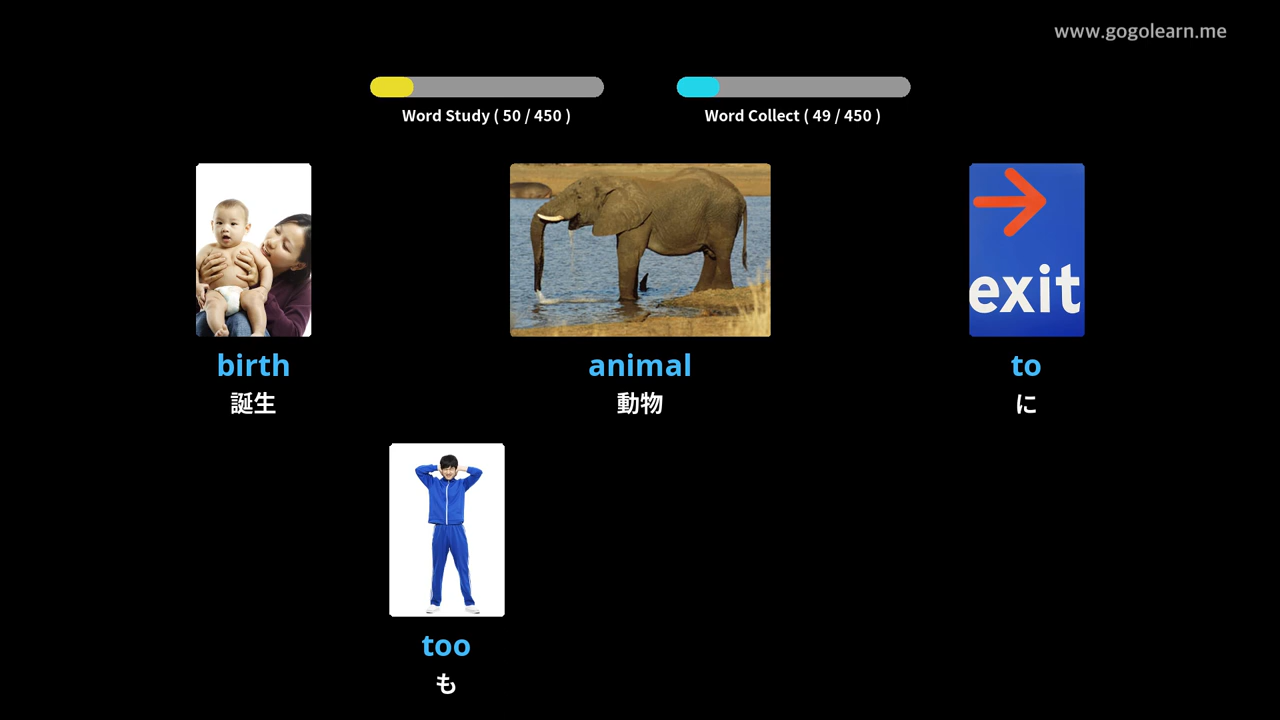 www.gogolearn.me
Word Study ( 50 / 450 )
Word Collect ( 49 / 450 )
exit
birth
誕生
animal
動物
to
に
too
も